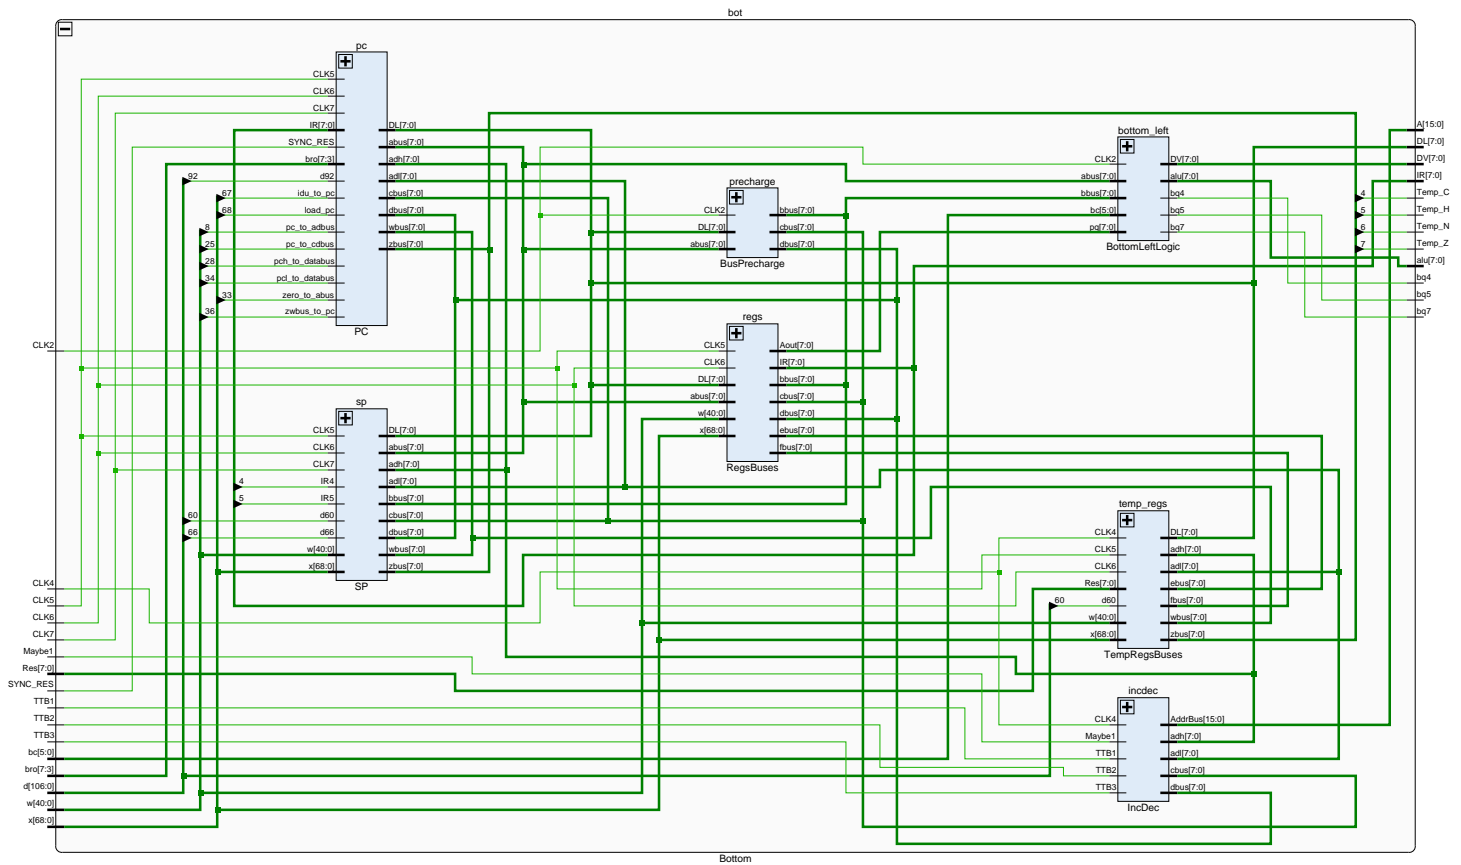 bot
CLK2
CLK4
CLK5
CLK6
CLK7
Maybe1
Res[7:0]
SYNC_RES
TTB1
TTB2
TTB3
bc[5:0]
bro[7:3]
d[106:0]
w[40:0]
x[68:0]
pc
CLK5
CLK6
CLK7
IR[7:0]
SYNC_RES
bro[7:3]
92 d92
67 idu_to_pc
68 load_pc
8 pc_to_adbus
25 pc_to_cdbus
28 pch_to_databus
34 pcl_to_databus
33 zero_to_abus
36 zwbus_to_pc
DL[7:0]
abus[7:0]
adh[7:0]
adl[7:0]
cbus[7:0]
dbus[7:0]
wbus[7:0]
zbus[7:0]
PC
sp
CLK5
CLK6
CLK7
4 IR4
5 IR5
60 d60
66 d66
w[40:0]
x[68:0]
DL[7:0]
abus[7:0]
adh[7:0]
adl[7:0]
bbus[7:0]
cbus[7:0]
dbus[7:0]
wbus[7:0]
zbus[7:0]
SP
precharge
CLK2
DL[7:0]
abus[7:0]
bbus[7:0]
cbus[7:0]
dbus[7:0]
BusPrecharge
regs
CLK5
CLK6
DL[7:0]
abus[7:0]
w[40:0]
x[68:0]
Aout[7:0]
IR[7:0]
bbus[7:0]
cbus[7:0]
dbus[7:0]
ebus[7:0]
fbus[7:0]
RegsBuses
bottom_left
CLK2
abus[7:0]
bbus[7:0]
bc[5:0]
pq[7:0]
DV[7:0]
alu[7:0]
bq4
bq5
bq7
BottomLeftLogic
temp_regs
CLK4
CLK5
CLK6
Res[7:0]
60 d60
w[40:0]
x[68:0]
DL[7:0]
adh[7:0]
adl[7:0]
ebus[7:0]
fbus[7:0]
wbus[7:0]
zbus[7:0]
TempRegsBuses
incdec
CLK4
Maybe1
TTB1
TTB2
TTB3
AddrBus[15:0]
adh[7:0]
adl[7:0]
cbus[7:0]
dbus[7:0]
IncDec
A[15:0]
DL[7:0]
DV[7:0]
IR[7:0]
4 Temp_C
5 Temp_H
6 Temp_N
7 Temp_Z
alu[7:0]
bq4
bq5
bq7
Bottom